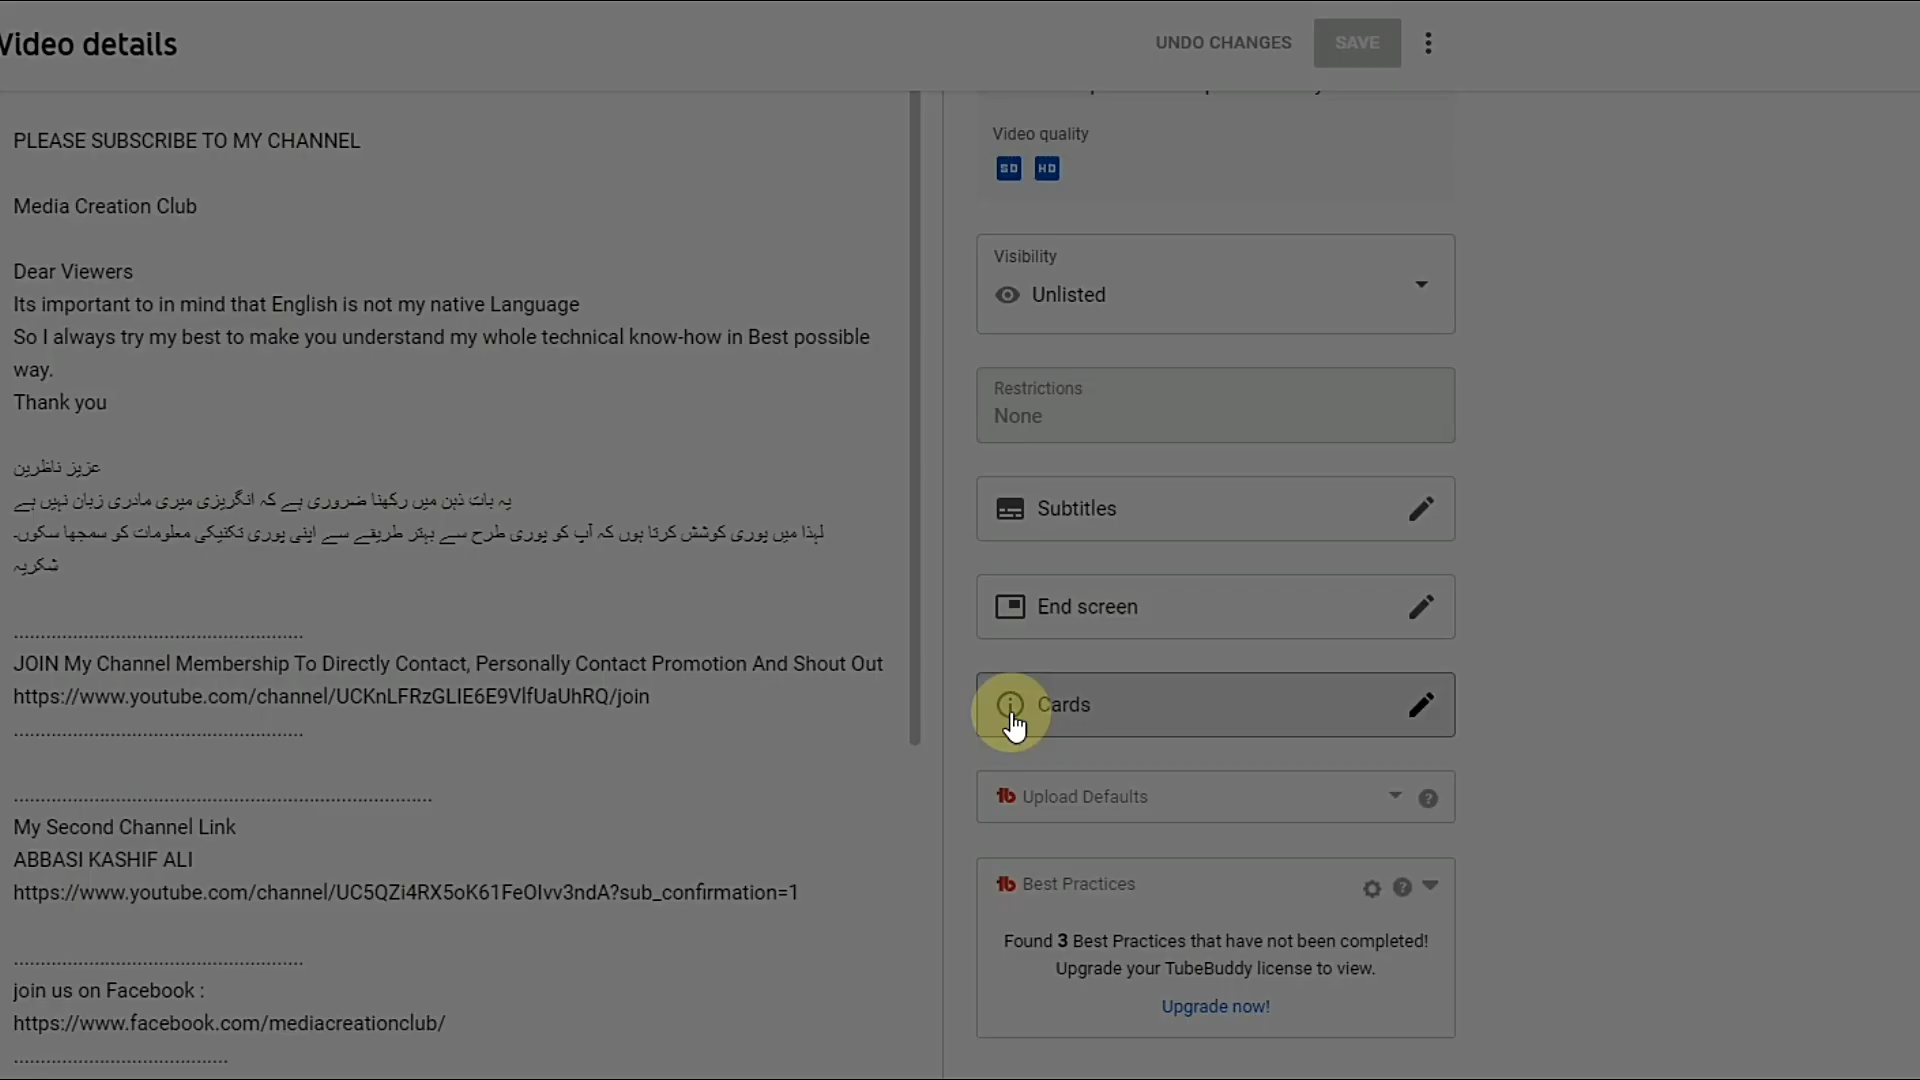 Video details
UNDO CHANGES
SAVE
PLEASE SUBSCRIBE TO MY CHANNEL
Media Creation Club
Dear Viewers
Its important to in mind that English is not my native Language
So I always try my best to make you understand my whole technical know-how in Best possible
way.
Thank you
عزیز ناظرین
یہ بات ذہن میں رکھنا ضروری ہے کہ انگریزی میری مادری زبان نہیں ہے
لہذا میں پوری کوشش کرتا ہوں کہ آپ کو پوری طرح سے بہتر طریقے سے اپنی پوری تکنیکی معلومات کو سمجھا سکوں۔
شکریہ
......................................................
JOIN My Channel Membership To Directly Contact, Personally Contact Promotion And Shout Out
https://www.youtube.com/channel/UCKnLFRzGLIE6E9VlfUaUhRQ/join
......................................................
..............................................................................
My Second Channel Link
ABBASI KASHIF ALI
https://www.youtube.com/channel/UC5QZi4RX5oK61FeOIvv3ndA?sub_confirmation=1
......................................................
join us on Facebook :
https://www.facebook.com/mediacreationclub/
........................................
Video quality
SD HD
Visibility
Unlisted
Restrictions
None
Subtitles
End screen
Cards
tb Upload Defaults
tb Best Practices
Found 3 Best Practices that have not been completed!
Upgrade your TubeBuddy license to view.
Upgrade now!